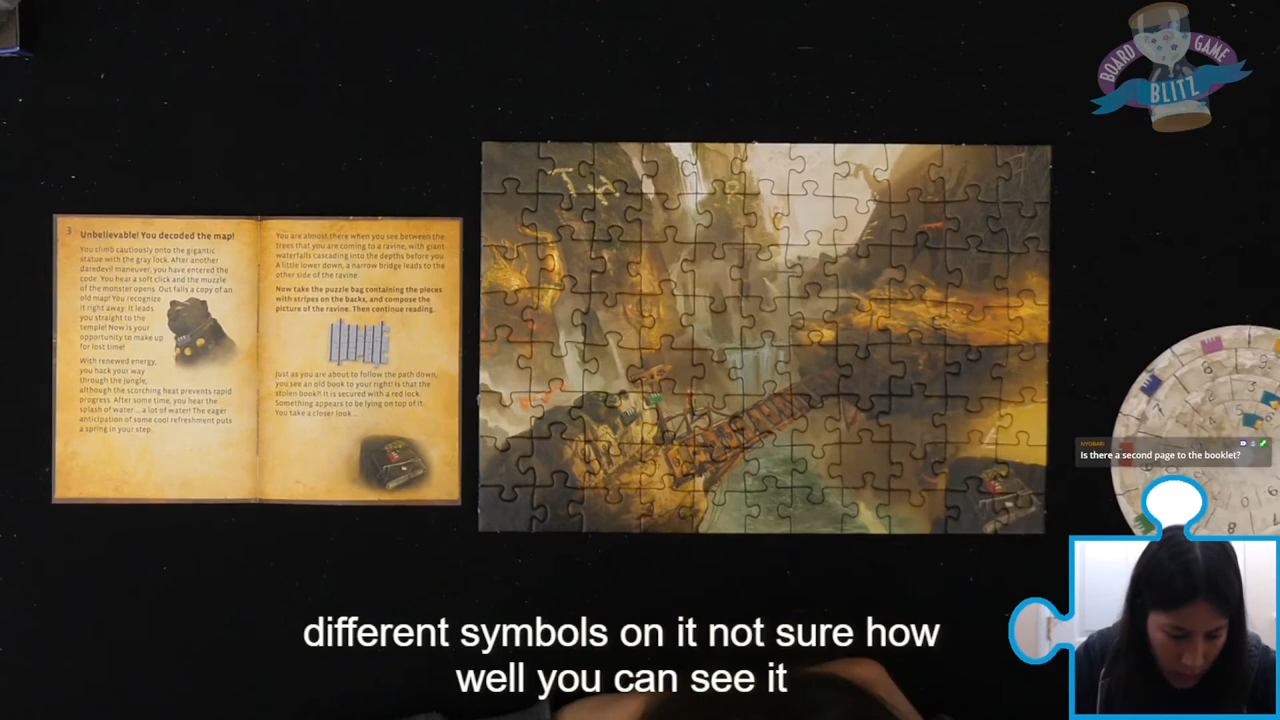 BOARD GAME
BLITZ
3 Unbelievable! You decoded the map!
You climb cautiously onto the gigantic
statue with the gray lock. After another
daredevil maneuver, you have entered the
code. You hear a soft click and the muzzle
of the monster opens. Out falls a copy of an
old map! You recognize
it right away: It leads
you straight to the
temple! Now is your
opportunity to make up
for lost time!
With renewed energy,
you hack your way
through the jungle,
although the scorching heat prevents rapid
progress. After some time, you hear the
splash of water... a lot of water! The eager
anticipation of some cool refreshment puts
a spring in your step.
You are almost there when you see between the
trees that you are coming to a ravine, with giant
waterfalls cascading into the depths before you.
A little lower down, a narrow bridge leads to the
other side of the ravine.
Now take the puzzle bag containing the pieces
with stripes on the backs, and compose the
picture of the ravine. Then continue reading.
Just as you are about to follow the path down,
you see an old book to your right! Is that the
stolen book?! It is secured with a red lock.
Something appears to be lying on top of it.
You take a closer look...
NYOBARI
Is there a second page to the booklet?
different symbols on it not sure how
well you can see it